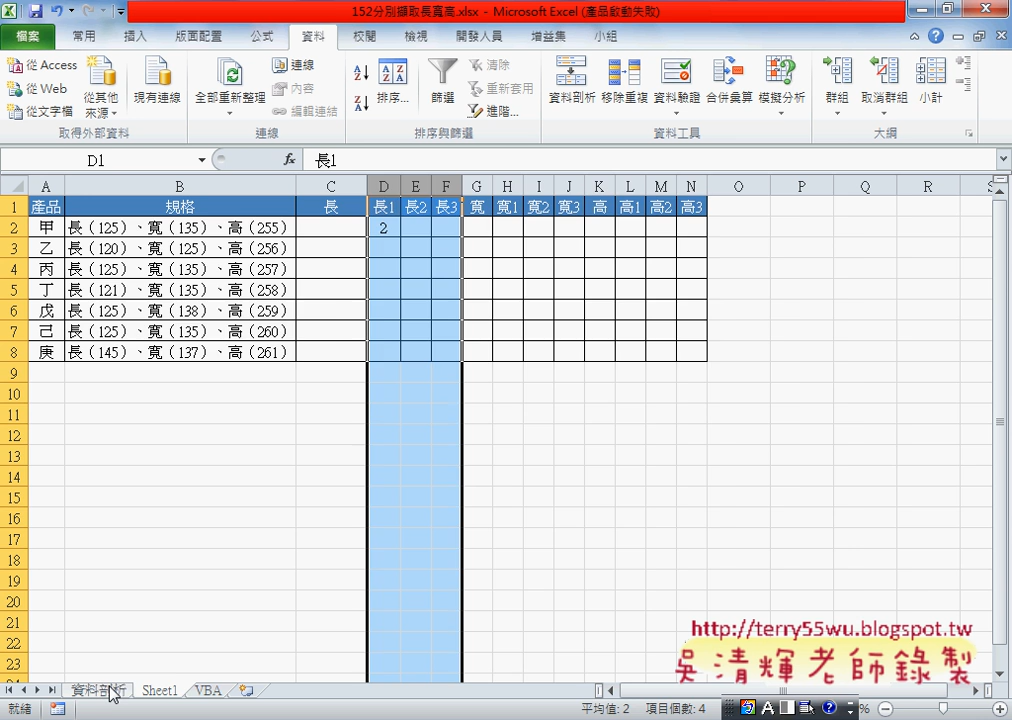 152分別擷取長寬高.xlsx - Microsoft Excel (產品啟動失敗)
檔案 常用 插入 版面配置 公式 資料 校閱 檢視 開發人員 增益集 小組
從 Access
從 Web
從文字檔
從其他來源
現有連線
全部重新整理
連線
內容
編輯連結
排序...
篩選
清除
重新套用
進階...
資料剖析
移除重複
資料驗證
合併彙算
模擬分析
群組
取消群組
小計
取得外部資料 連線 排序與篩選 資料工具 大綱
D1 fx 長1
A B C D E F G H I J K L M N O P Q R S
1 產品 規格 長 長1 長2 長3 寬 寬1 寬2 寬3 高 高1 高2 高3
2 甲 長（125）、寬（135）、高（255） 2
3 乙 長（120）、寬（125）、高（256）
4 丙 長（125）、寬（135）、高（257）
5 丁 長（121）、寬（135）、高（258）
6 戊 長（125）、寬（138）、高（259）
7 己 長（125）、寬（135）、高（260）
8 庚 長（145）、寬（137）、高（261）
9
10
11
12
13
14
15
16
17
18
19
20
21
22
23
http://terry55wu.blogspot.tw
吳清輝老師錄製
資料剖析 Sheet1 VBA
就緒 平均值: 2 項目個數: 4 A %